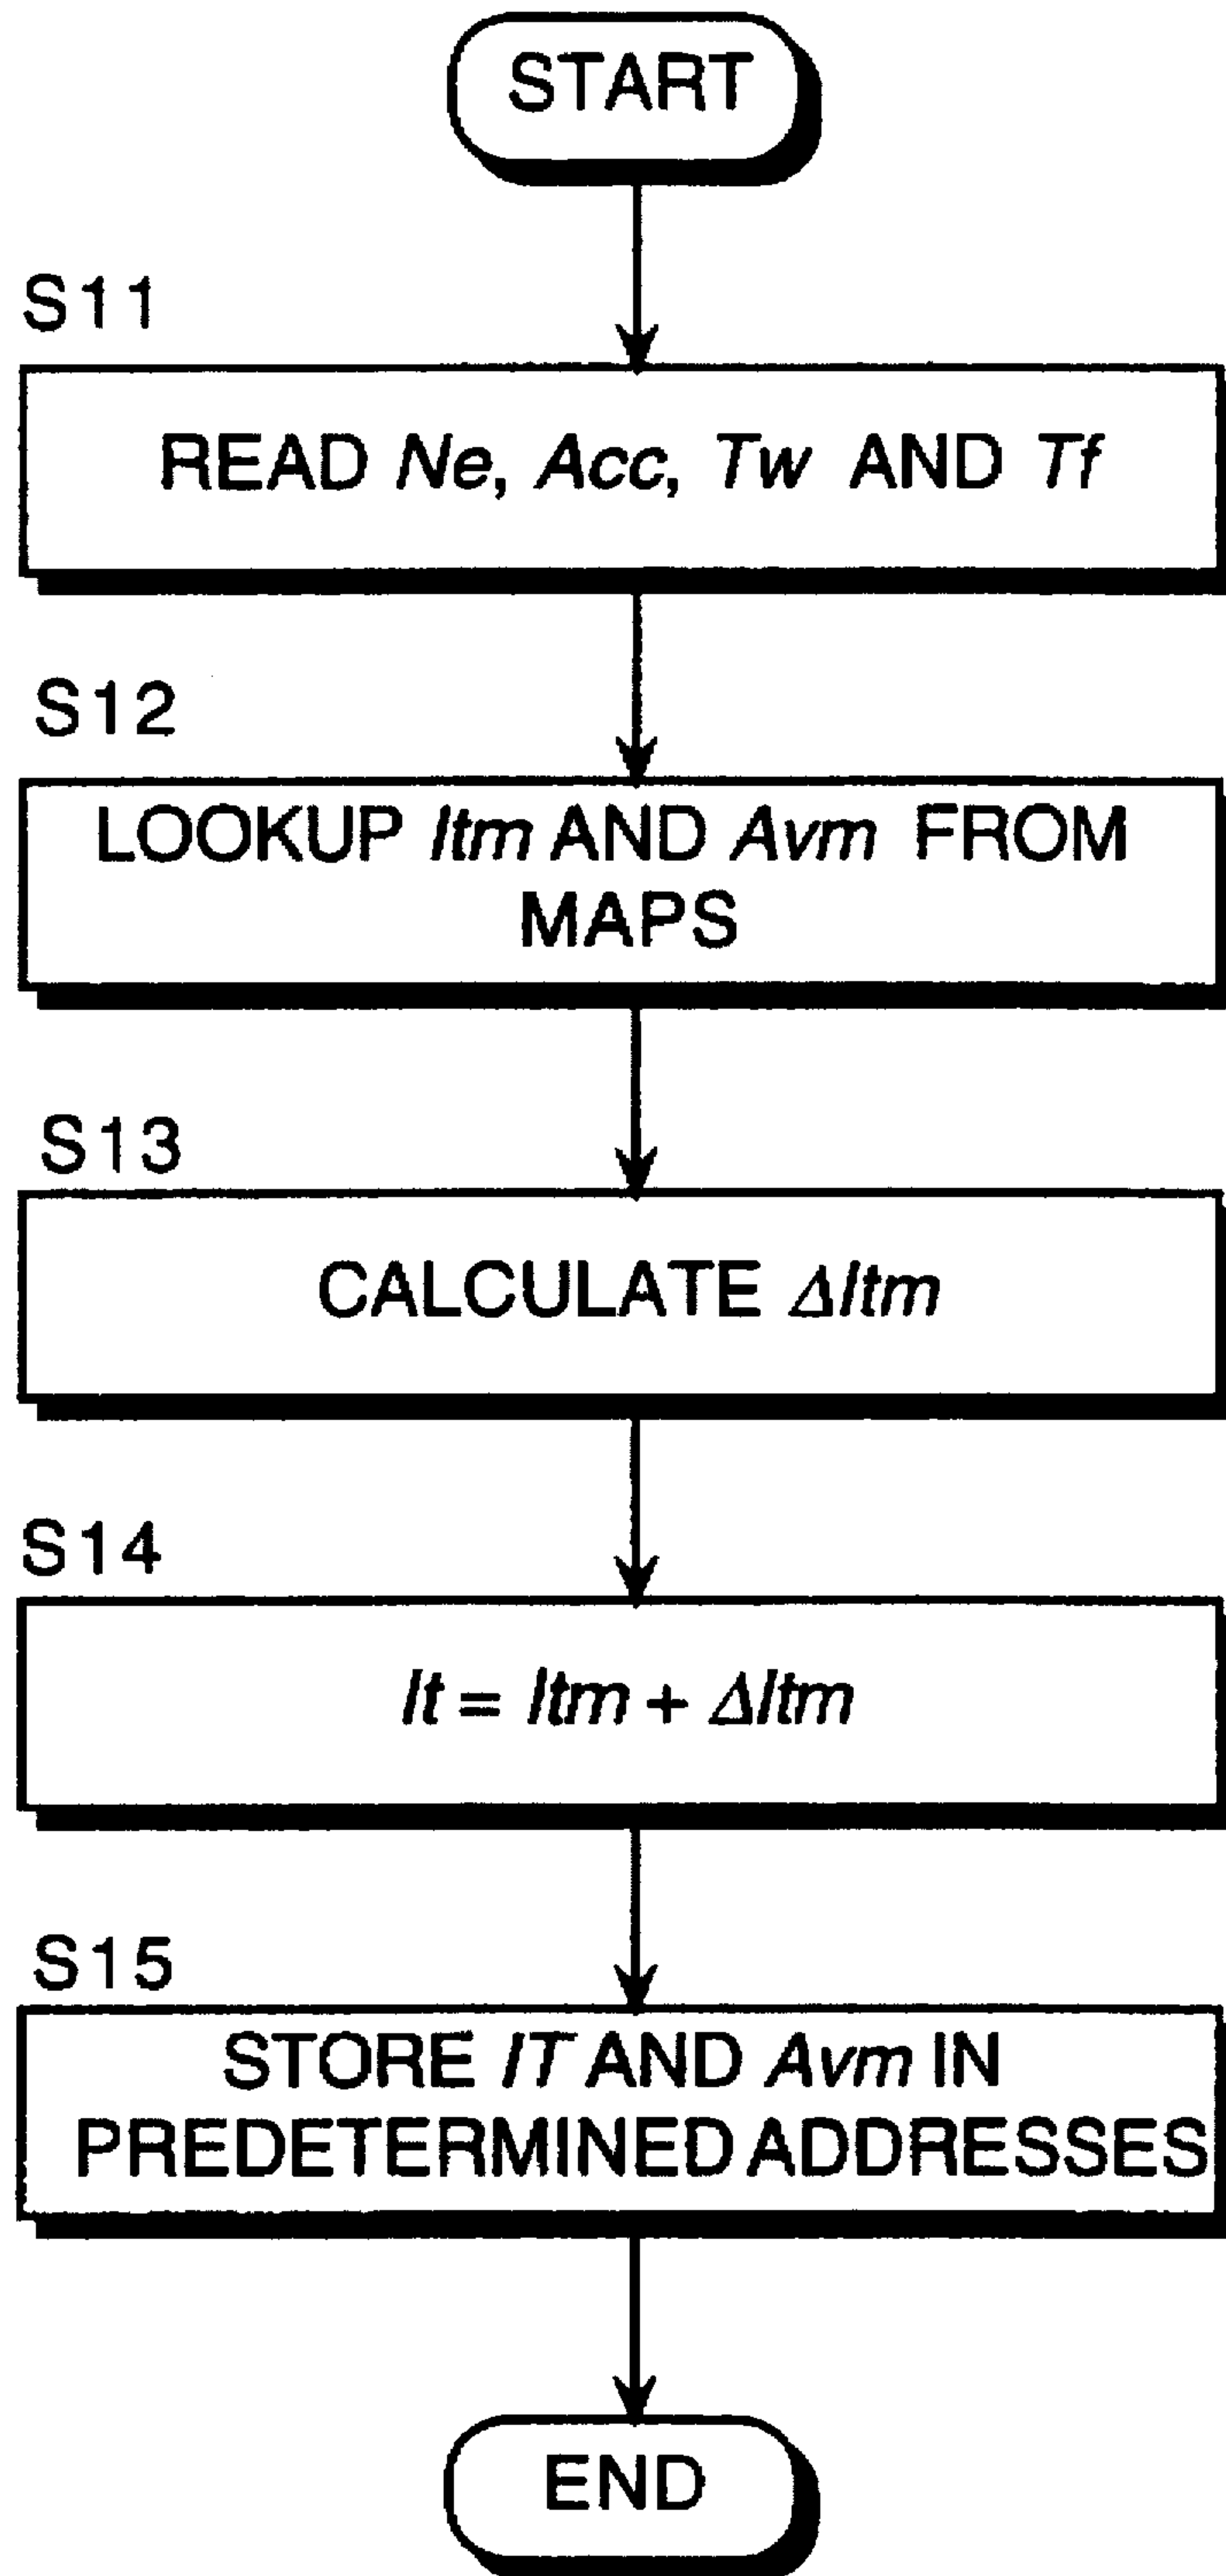 START
S11
READ Ne, Acc, Tw AND Tf
S12
LOOKUP Itm AND Avm FROM
MAPS
S13
CALCULATE ΔItm
S14
It = Itm + ΔItm
S15
STORE IT AND Avm IN
PREDETERMINED ADDRESSES
END